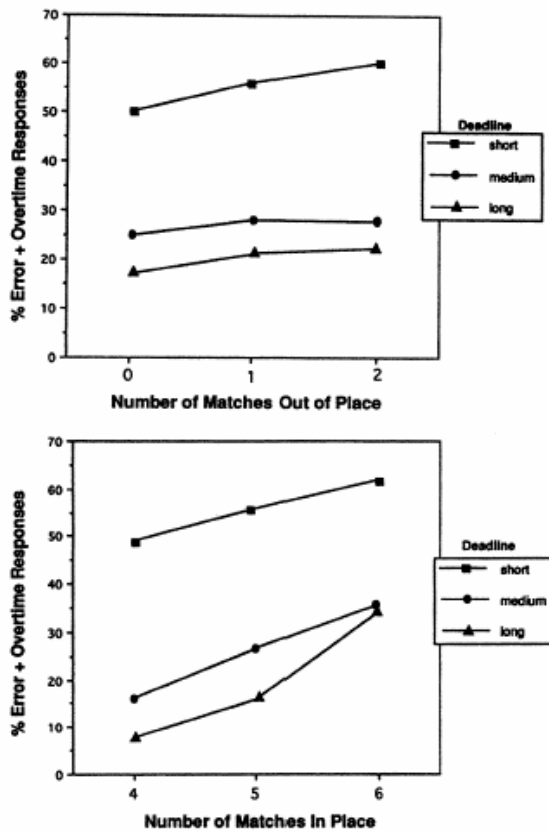 70
60
50
40
30
20
10
0
% Error + Overtime Responses
0 1 2
Number of Matches Out of Place
Deadline
short
medium
long
70
60
50
40
30
20
10
0
% Error + Overtime Responses
4 5 6
Number of Matches In Place
Deadline
short
medium
long